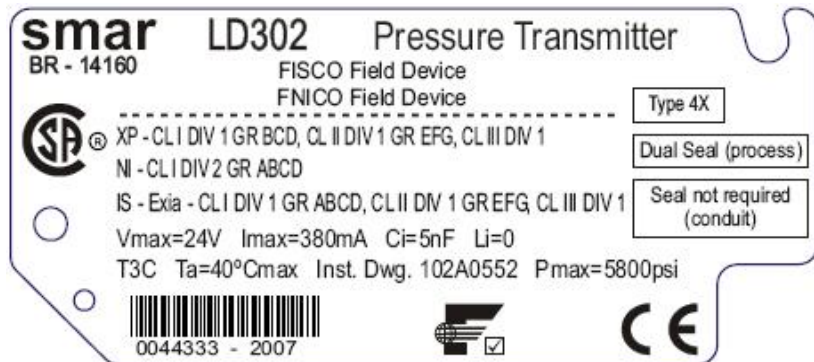 smar LD302 Pressure Transmitter
BR - 14160
FISCO Field Device
FNICO Field Device
Type 4X
SA ®
XP - CL I DIV 1 GR BCD, CL II DIV 1 GR EFG, CL III DIV 1
Dual Seal (process)
NI - CL I DIV 2 GR ABCD
IS - Exia - CL I DIV 1 GR ABCD, CL II DIV 1 GR EFG, CL III DIV 1
Seal not required
(conduit)
Vmax=24V Imax=380mA Ci=5nF Li=0
T3C Ta=40ºCmax Inst. Dwg. 102A0552 Pmax=5800psi
0044333 - 2007
F
CE